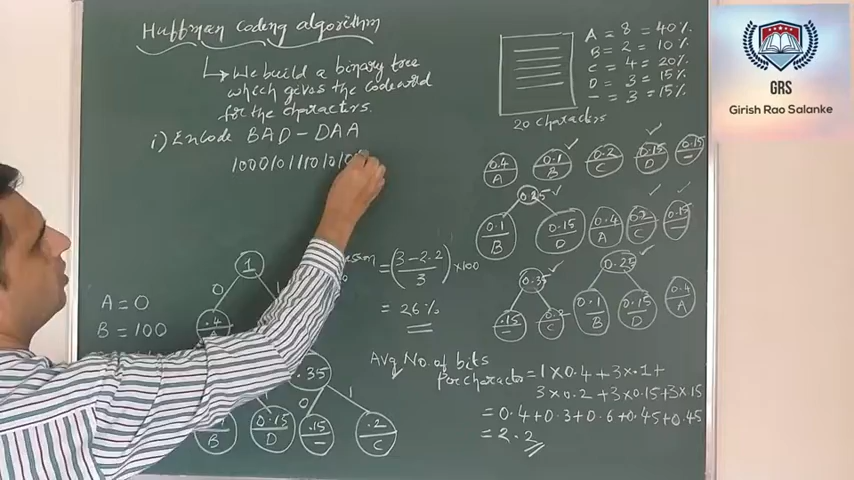 Huffman Coding algorithm
We build a binary tree
which gives the codeword
for the characters.
i) Encode BAD-DAA
100010111101010
A = 0
B = 100
1
0
.4
A
.35
0
1
1
B
0.15
D
.15
-
.2
C
= (3-2.2 / 3) × 100
= 26%
Avg No. of bits
Per character = 1×0.4 + 3×.1 +
3×0.2 + 3×0.15 + 3×.15
= 0.4+0.3+0.6+0.45+0.45
= 2.2
20 characters
A = 8 = 40%.
B = 2 = 10%.
C = 4 = 20%
D = 3 = 15%
- = 3 = 15%.
0.4
A
0.1
B
0.2
C
0.15
D
0.15
-
0.25
0.1
B
0.15
D
0.4
A
0.2
C
0.15
-
0.35
.15
-
0.2
C
0.25
0.1
B
0.15
D
0.4
A
GRS
Girish Rao Salanke